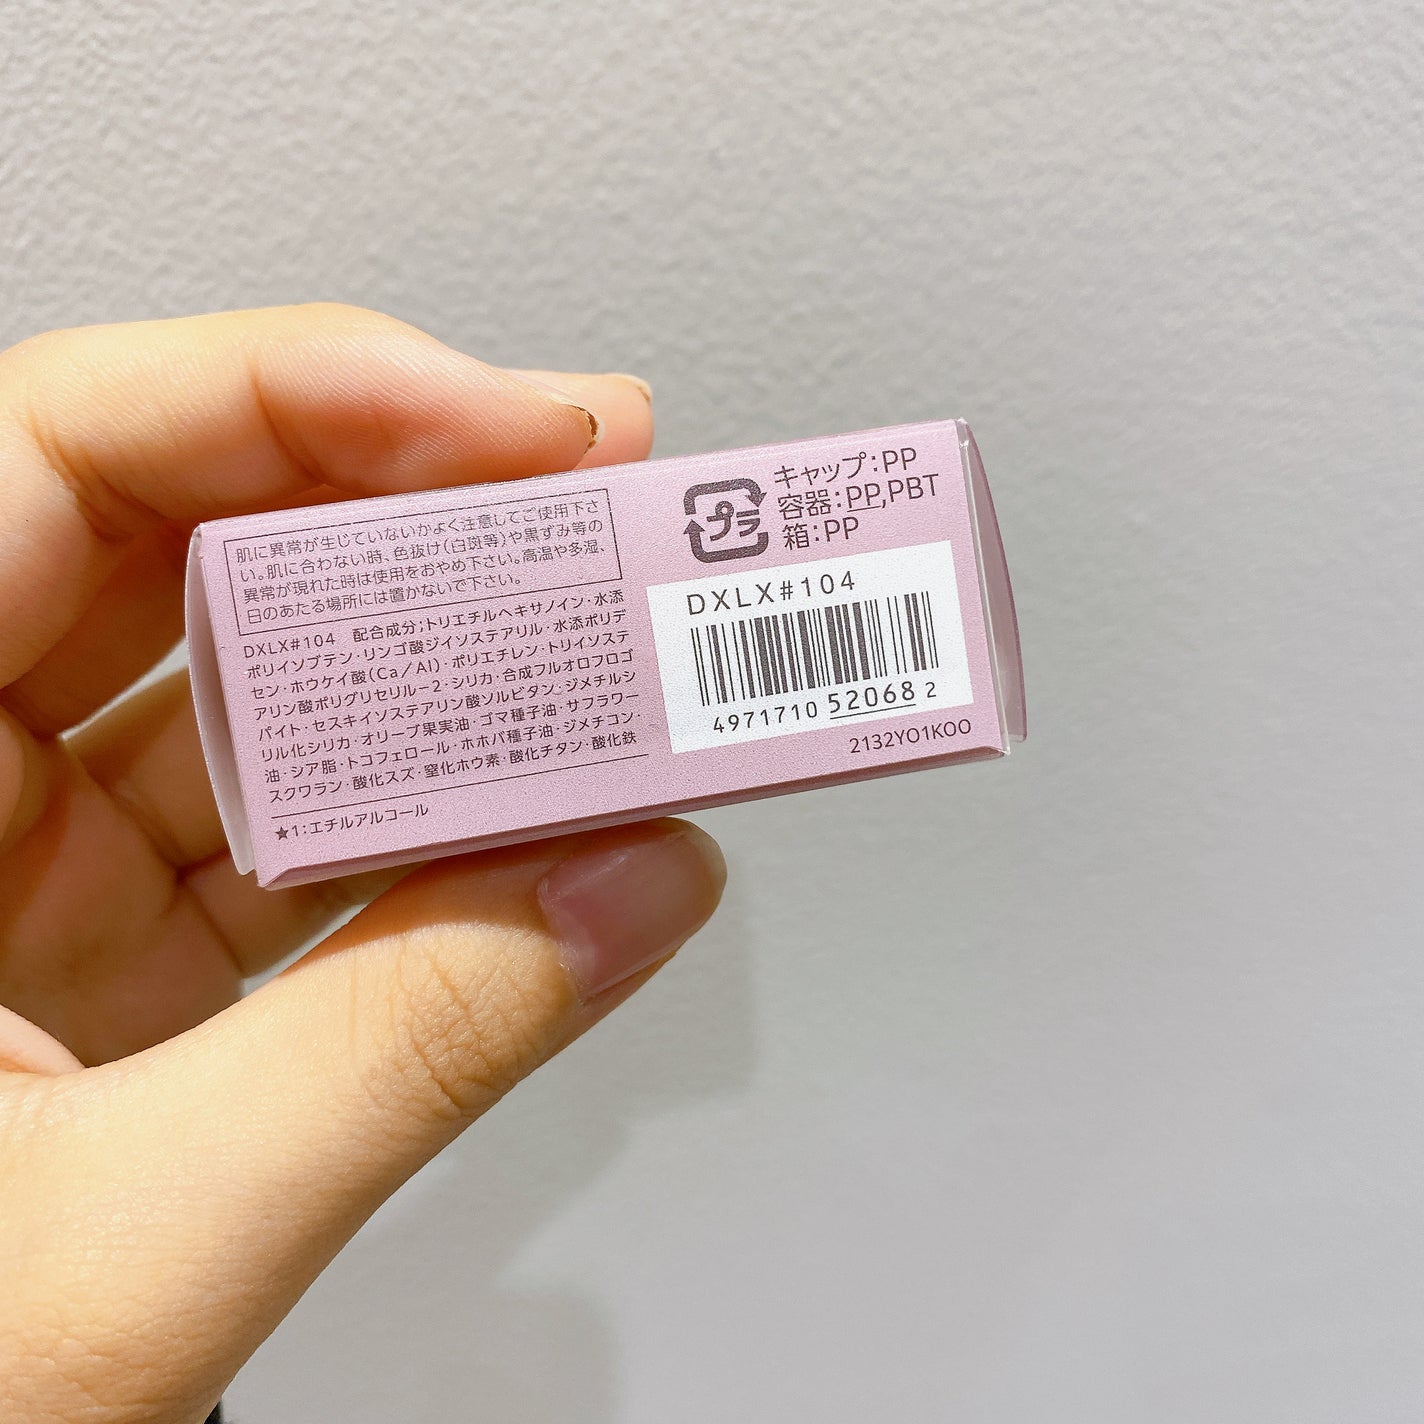 肌に異常が生じていないかよく注意してご使用下さ
い。肌に合わない時、色抜け(白斑等)や黒ずみ等の
異常が現れた時は使用をおやめ下さい。高温や多湿、
日のあたる場所には置かないで下さい。
DXLX#104 配合成分;トリエチルヘキサノイン・水添
ポリイソブテン・リンゴ酸ジイソステアリル・水添ポリデ
セン・ホウケイ酸(Ca/Al)・ポリエチレン・トリイソステ
アリン酸ポリグリセリル-2・シリカ・合成フルオロフロゴ
パイト・セスキイソステアリン酸ソルビタン・ジメチルシ
リル化シリカ・オリーブ果実油・ゴマ種子油・サフラワー
油・シア脂・トコフェロール・ホホバ種子油・ジメチコン・
スクワラン・酸化スズ・窒化ホウ素・酸化チタン・酸化鉄
★1:エチルアルコール
プラ
キャップ:PP
容器:PP,PBT
箱:PP
DXLX#104
4971710 52068 2
2132YO1KOO